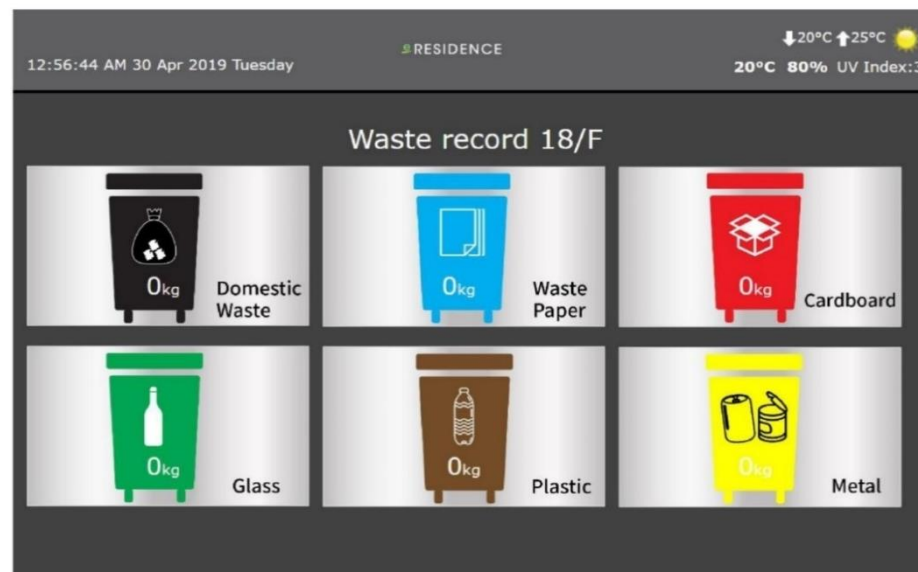 12:56:44 AM 30 Apr 2019 Tuesday
RESIDENCE
20°C 25°C
20°C 80% UV Index:3
Waste record 18/F
0kg
Domestic
Waste
0kg
Waste
Paper
0kg
Cardboard
0kg
Glass
0kg
Plastic
0kg
Metal